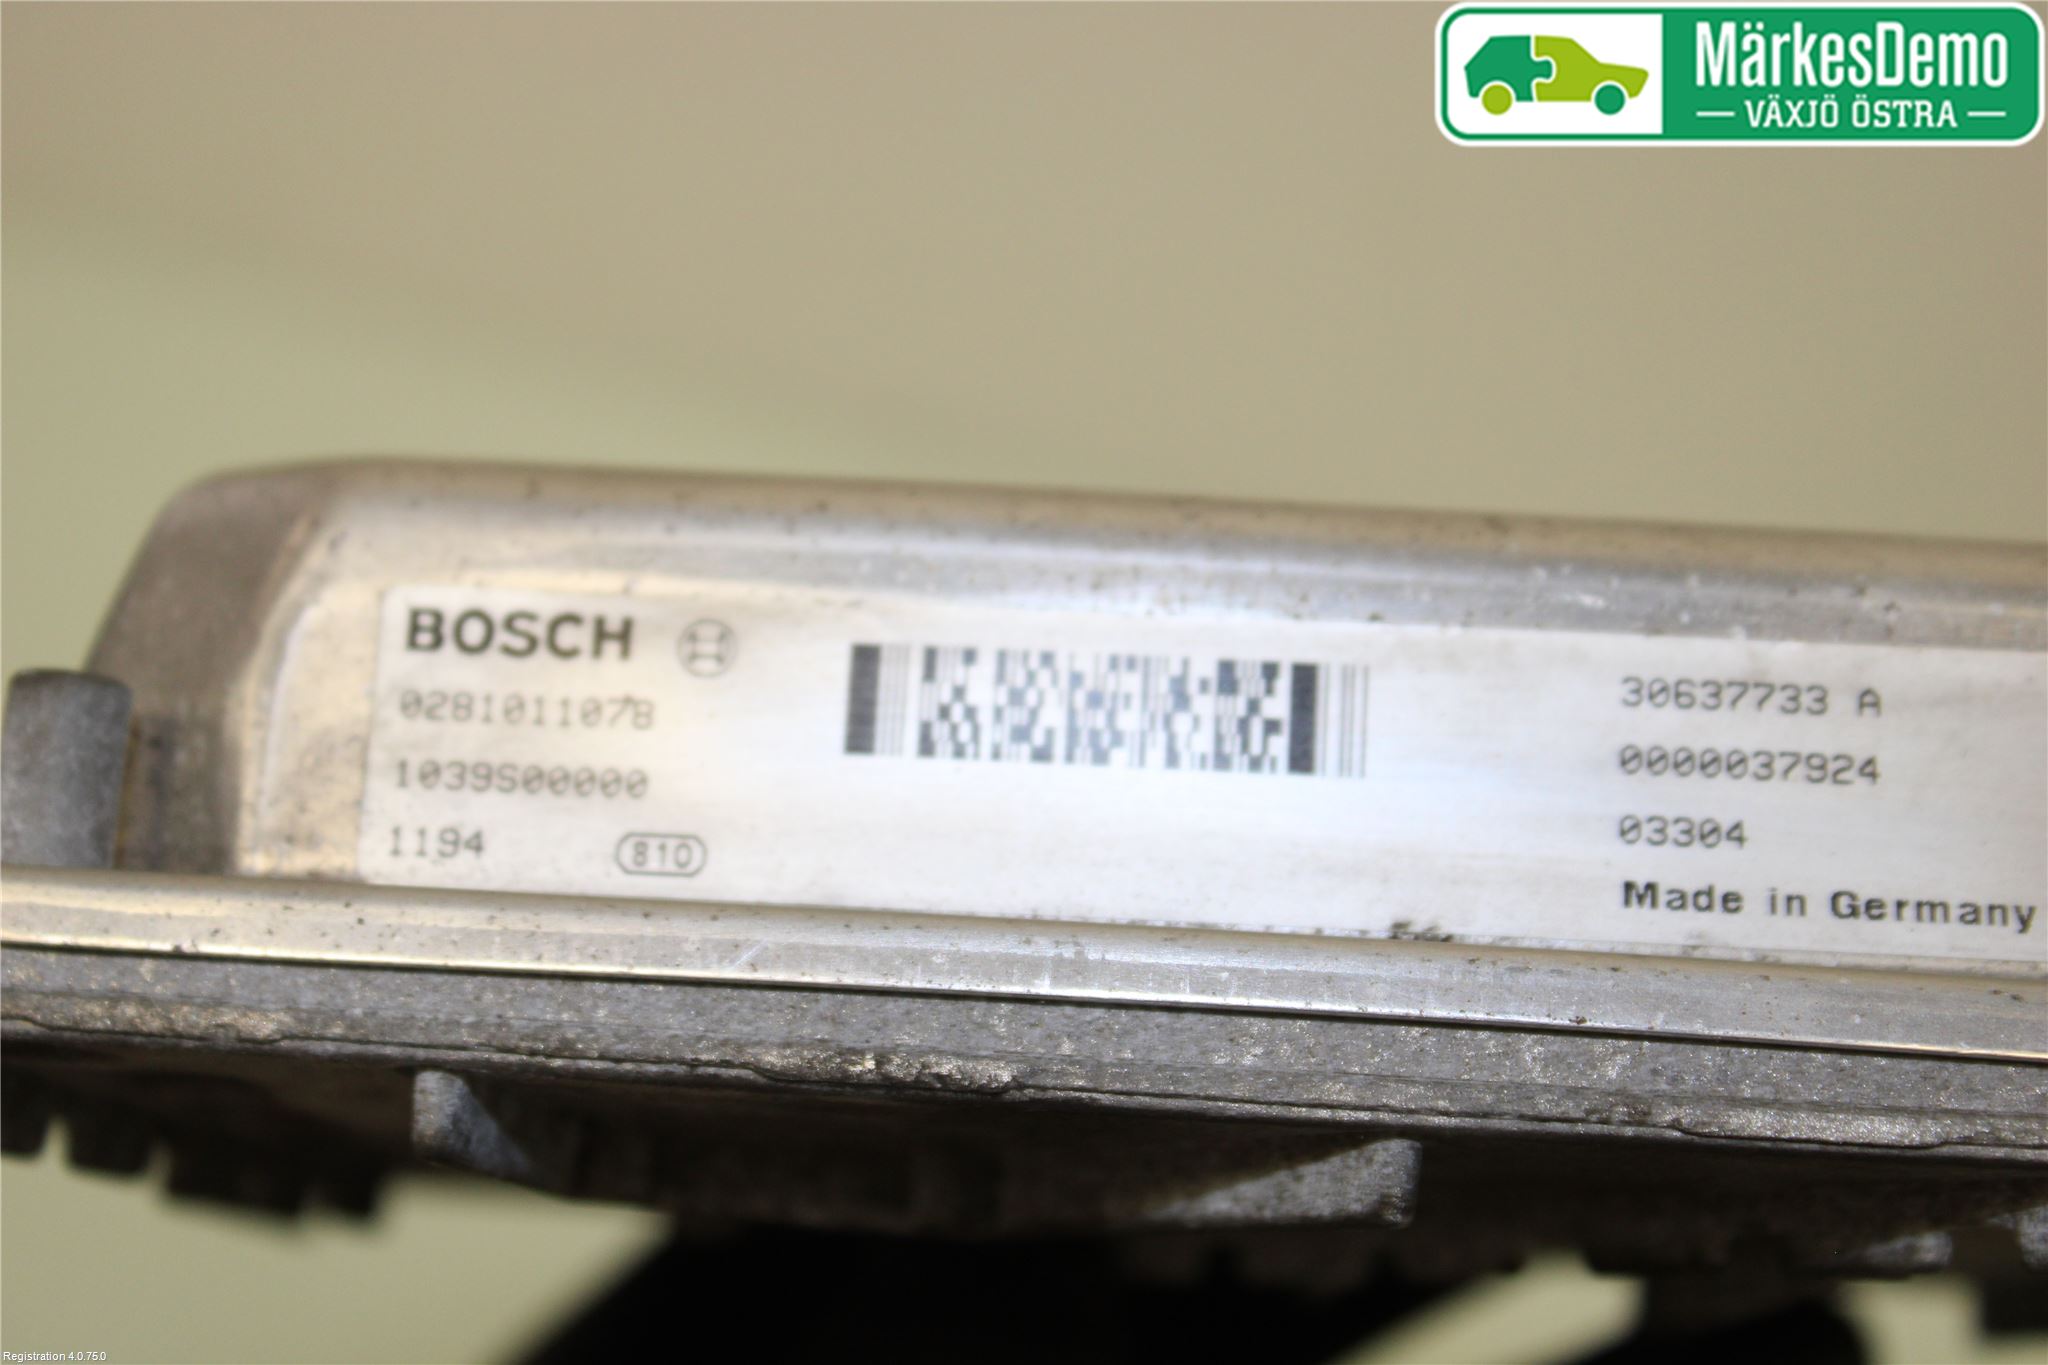 MärkesDemo
VÄXJÖ ÖSTRA
BOSCH
0281011078
1039S00000
1194
810
30637733 A
0000037924
03304
Made in Germany
Registration 4.0.75.0